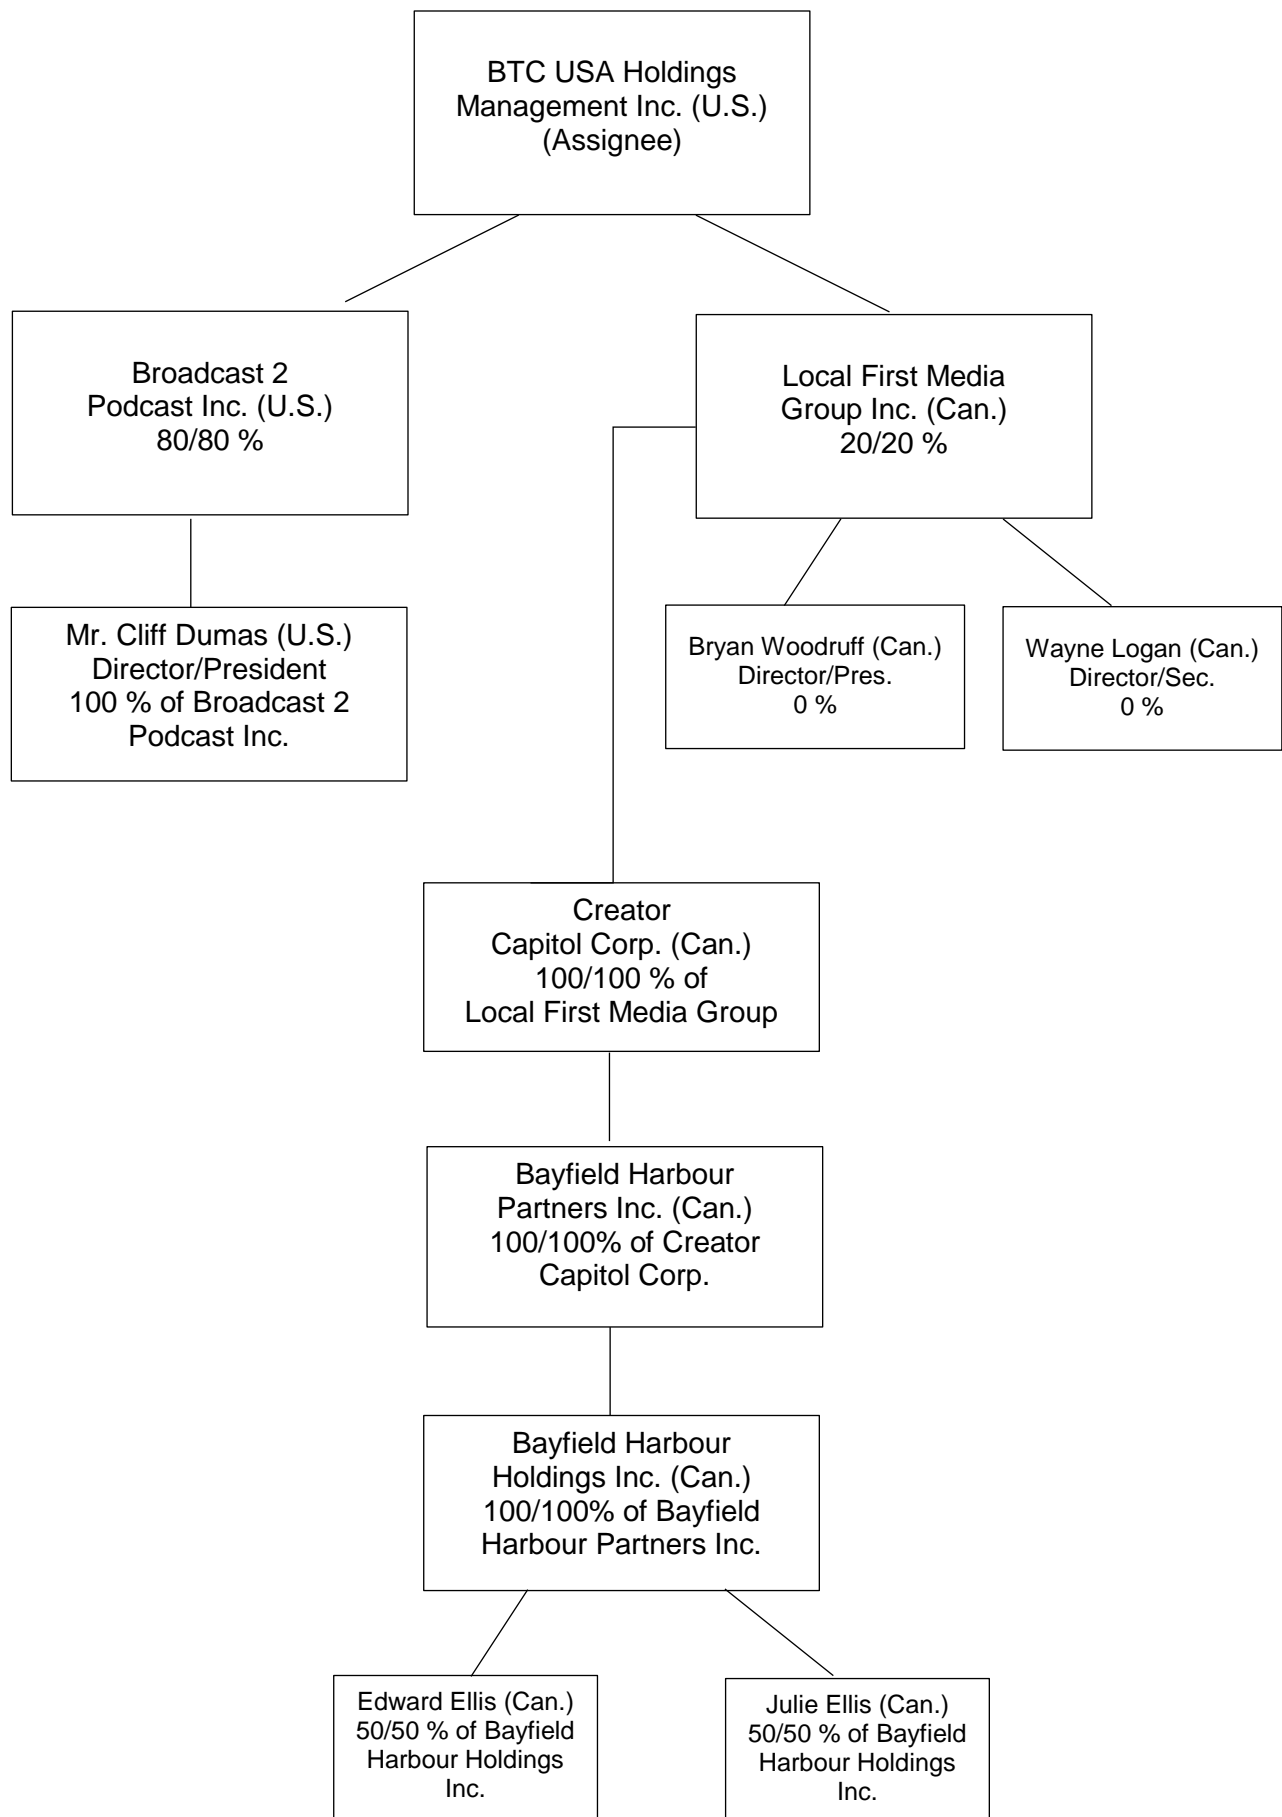 BTC USA Holdings
Management Inc. (U.S.)
(Assignee)
Broadcast 2
Podcast Inc. (U.S.)
80/80 %
Local First Media
Group Inc. (Can.)
20/20 %
Mr. Cliff Dumas (U.S.)
Director/President
100 % of Broadcast 2
Podcast Inc.
Bryan Woodruff (Can.)
Director/Pres.
0 %
Wayne Logan (Can.)
Director/Sec.
0 %
Creator
Capitol Corp. (Can.)
100/100 % of
Local First Media Group
Bayfield Harbour
Partners Inc. (Can.)
100/100% of Creator
Capitol Corp.
Bayfield Harbour
Holdings Inc. (Can.)
100/100% of Bayfield
Harbour Partners Inc.
Edward Ellis (Can.)
50/50 % of Bayfield
Harbour Holdings
Inc.
Julie Ellis (Can.)
50/50 % of Bayfield
Harbour Holdings
Inc.